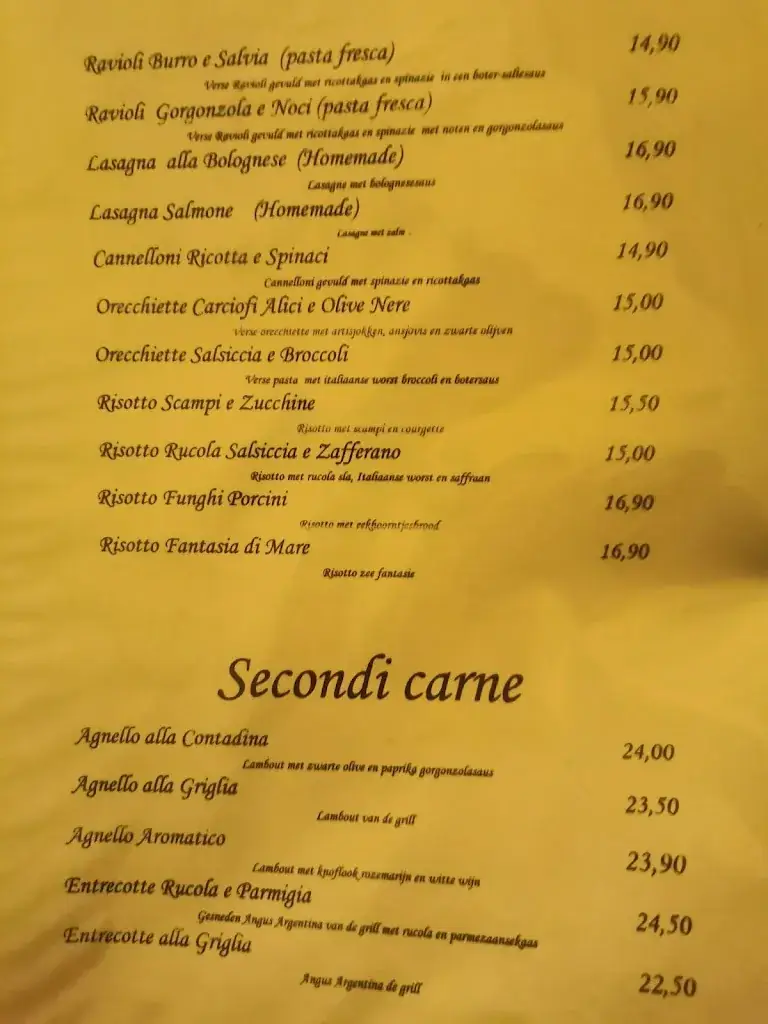 Ravioli Burro e Salvia (pasta fresca) 14,90
Verse Ravioli gevuld met ricottakgas en spinazie in een boter-saliesaus
Ravioli Gorgonzola e Noci (pasta fresca) 15,90
Verse Ravioli gevuld met ricottakgas en spinazie met noten en gorgonzolasaus
Lasagna alla Bolognese (Homemade) 16,90
Lasagne met bolognesesaus
Lasagna Salmone (Homemade) 16,90
Lasagne met zalm .
Cannelloni Ricotta e Spinaci 14,90
Cannelloni gevuld met spinazie en ricottakgas
Orecchiette Carciofi Alici e Olive Nere 15,00
Verse orecchiette met artisjokken, ansjovis en zwarte olijven
Orecchiette Salsiccia e Broccoli 15,00
Verse pasta met italiaanse worst broccoli en botersaus
Risotto Scampi e Zucchine 15,50
Risotto met scampi en courgette
Risotto Rucola Salsiccia e Zafferano 15,00
Risotto met rucola sla, Italiaanse worst en saffraan
Risotto Funghi Porcini 16,90
Risotto met eekhoorntjesbrood
Risotto Fantasia di Mare 16,90
Risotto zee fantasie
Secondi carne
Agnello alla Contadina 24,00
Lambout met zwarte olive en paprika gorgonzolasaus
Agnello alla Griglia 23,50
Lambout van de grill
Agnello Aromatico 23,90
Lambout met knoflook rozemarijn en witte wijn
Entrecotte Rucola e Parmigia 24,50
Gesneden Angus Argentina van de grill met rucola en parmezaansekgas
Entrecotte alla Griglia 22,50
Angus Argentina de grill